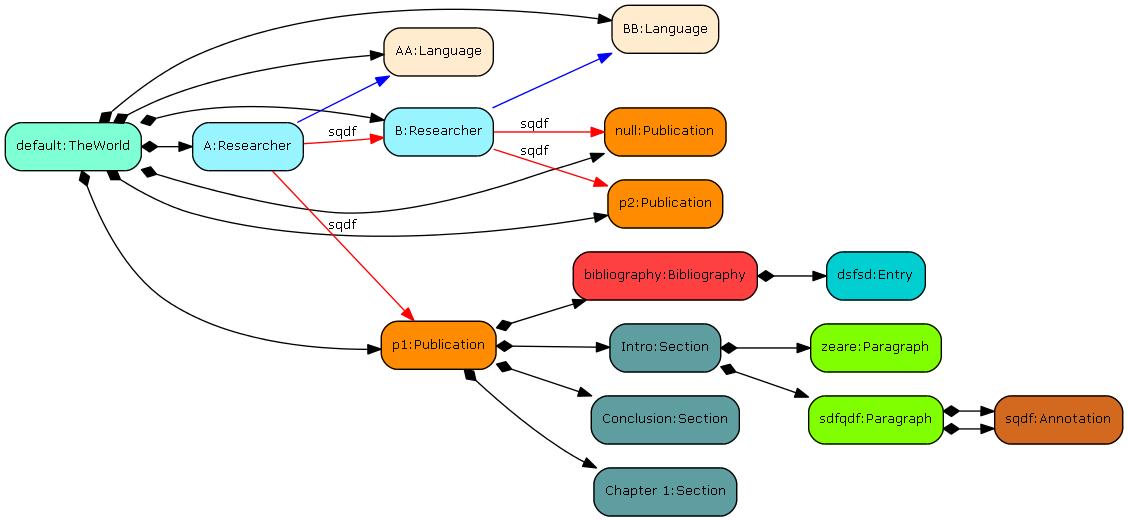 BB:Language
AA:Language
sqdf
B:Researcher
sqdf
null:Publication
default:TheWorld
A:Researcher
sqdf
p2:Publication
sqdf
bibliography:Bibliography
dsfsd:Entry
p1:Publication
Intro:Section
zeare:Paragraph
Conclusion:Section
sdfqdf:Paragraph
sqdf:Annotation
Chapter 1:Section